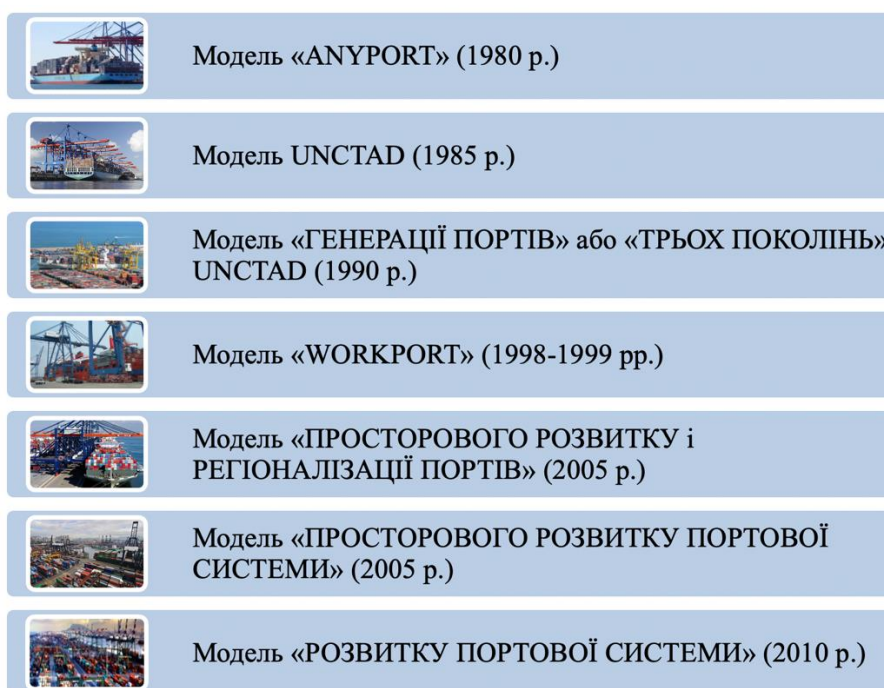 Модель «ANYPORT» (1980 р.)
Модель UNCTAD (1985 р.)
Модель «ГЕНЕРАЦІЇ ПОРТІВ» або «ТРЬОХ ПОКОЛІНЬ»
UNCTAD (1990 р.)
Модель «WORKPORT» (1998-1999 рр.)
Модель «ПРОСТОРОВОГО РОЗВИТКУ і
РЕГІОНАЛІЗАЦІЇ ПОРТІВ» (2005 р.)
Модель «ПРОСТОРОВОГО РОЗВИТКУ ПОРТОВОЇ
СИСТЕМИ» (2005 р.)
Модель «РОЗВИТКУ ПОРТОВОЇ СИСТЕМИ» (2010 р.)